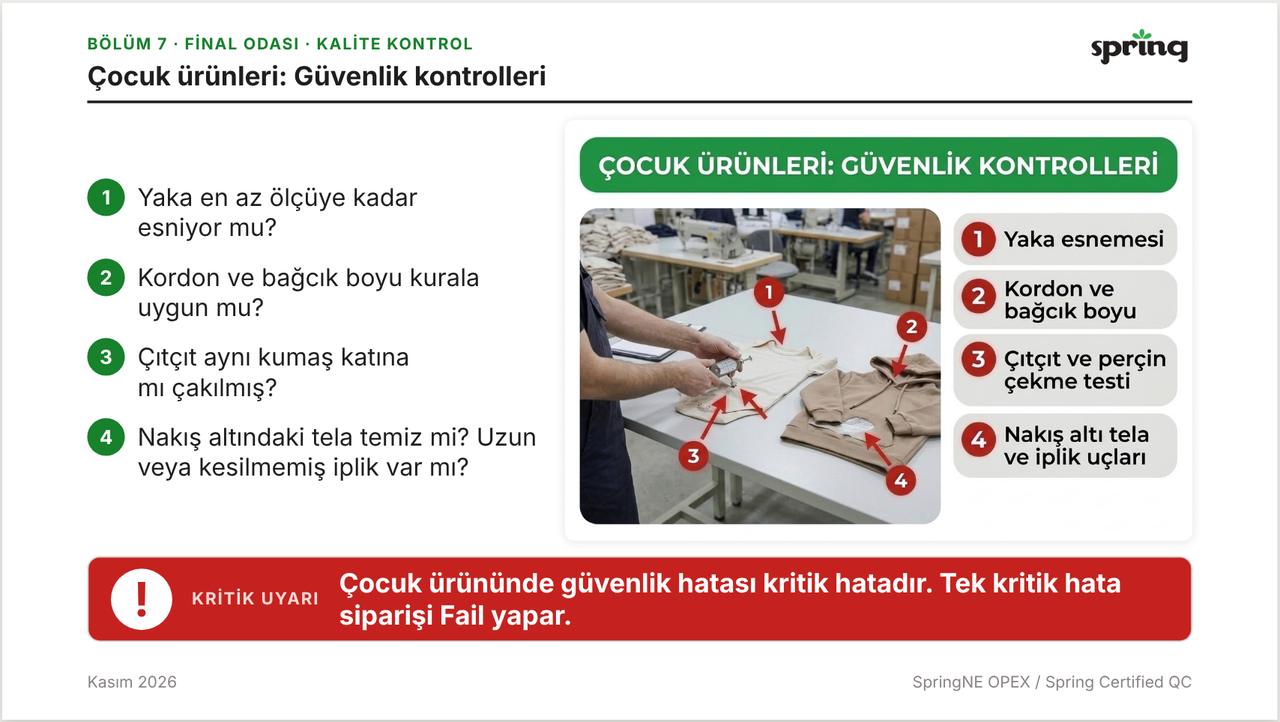 BÖLÜM 7 · FİNAL ODASI · KALİTE KONTROL
Çocuk ürünleri: Güvenlik kontrolleri
spring
1 Yaka en az ölçüye kadar
esniyor mu?
2 Kordon ve bağcık boyu kurala
uygun mu?
3 Çıtçıt aynı kumaş katına
mı çakılmış?
4 Nakış altındaki tela temiz mi? Uzun
veya kesilmemiş iplik var mı?
ÇOCUK ÜRÜNLERİ: GÜVENLİK KONTROLLERİ
1
2
3
4
1 Yaka esnemesi
2 Kordon ve
bağcık boyu
3 Çıtçıt ve perçin
çekme testi
4 Nakış altı tela
ve iplik uçları
! KRİTİK UYARI
Çocuk ürününde güvenlik hatası kritik hatadır. Tek kritik hata
siparişi Fail yapar.
Kasım 2026
SpringNE OPEX / Spring Certified QC